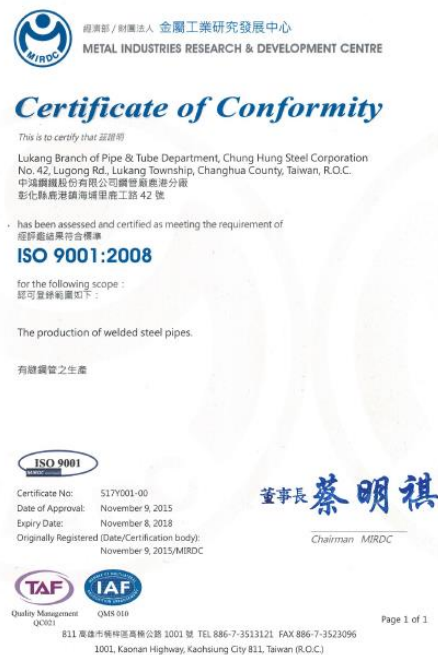 MIRDC
經濟部 / 財團法人 金屬工業研究發展中心
METAL INDUSTRIES RESEARCH & DEVELOPMENT CENTRE
Certificate of Conformity
This is to certify that 茲證明
Lukang Branch of Pipe & Tube Department, Chung Hung Steel Corporation
No. 42, Lugong Rd., Lukang Township, Changhua County, Taiwan, R.O.C.
中鴻鋼鐵股份有限公司鋼管廠鹿港分廠
彰化縣鹿港鎮海埔里鹿工路 42 號
has been assessed and certified as meeting the requirement of
經評鑑結果符合標準
ISO 9001:2008
for the following scope :
認可登錄範圍如下 :
The production of welded steel pipes.
有縫鋼管之生產
ISO 9001
MIRDC
Certificate No: 517Y001-00
Date of Approval: November 9, 2015
Expiry Date: November 8, 2018
Originally Registered (Date/Certification body):
November 9, 2015/MIRDC
董事長 蔡明祺
Chairman MIRDC
TAF
IAF
Quality Management
QC021
QMS 010
Page 1 of 1
811 高雄市楠梓區高楠公路 1001 號 TEL 886-7-3513121 FAX 886-7-3523096
1001, Kaonan Highway, Kaohsiung City 811, Taiwan (R.O.C.)